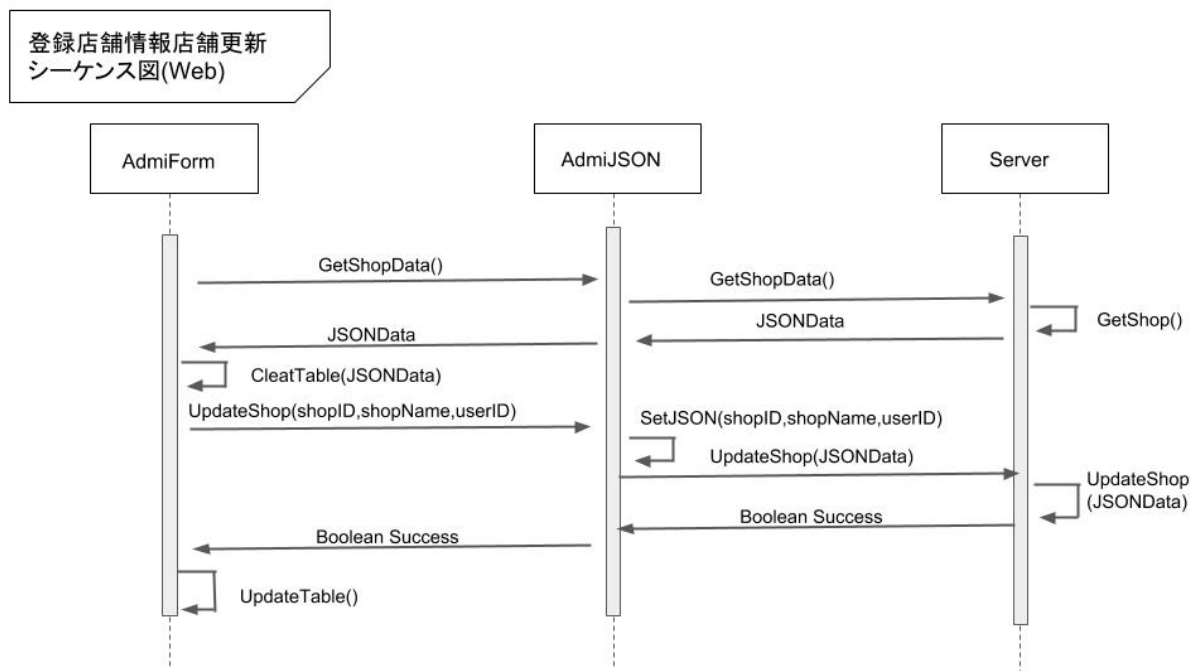 登録店舗情報店舗更新
シーケンス図(Web)
AdmiForm
AdmiJSON
Server
GetShopData()
GetShopData()
GetShop()
JSONData
JSONData
CleatTable(JSONData)
UpdateShop(shopID,shopName,userID)
SetJSON(shopID,shopName,userID)
UpdateShop(JSONData)
UpdateShop
(JSONData)
Boolean Success
Boolean Success
UpdateTable()